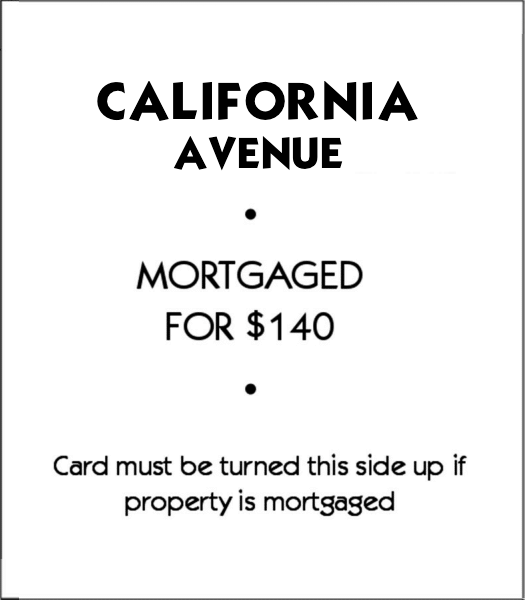 CALIFORNIA
AVENUE
•
MORTGAGED
FOR $140
•
Card must be turned this side up if
property is mortgaged